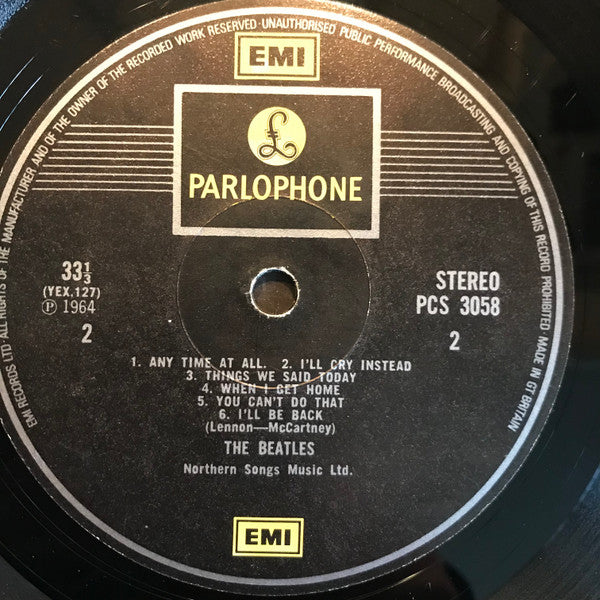 EMI RECORDS LTD · ALL RIGHTS OF THE MANUFACTURER AND OF THE OWNER OF THE RECORDED WORK RESERVED · UNAUTHORISED PUBLIC PERFORMANCE BROADCASTING AND COPYING OF THIS RECORD PROHIBITED · MADE IN GT BRITAIN
EMI
£
PARLOPHONE
33⅓
(YEX.127)
Ⓟ 1964
2
STEREO
PCS 3058
2
1. ANY TIME AT ALL. 2. I'LL CRY INSTEAD
3. THINGS WE SAID TODAY
4. WHEN I GET HOME
5. YOU CAN'T DO THAT
6. I'LL BE BACK
(Lennon—McCartney)
THE BEATLES
Northern Songs Music Ltd.
EMI